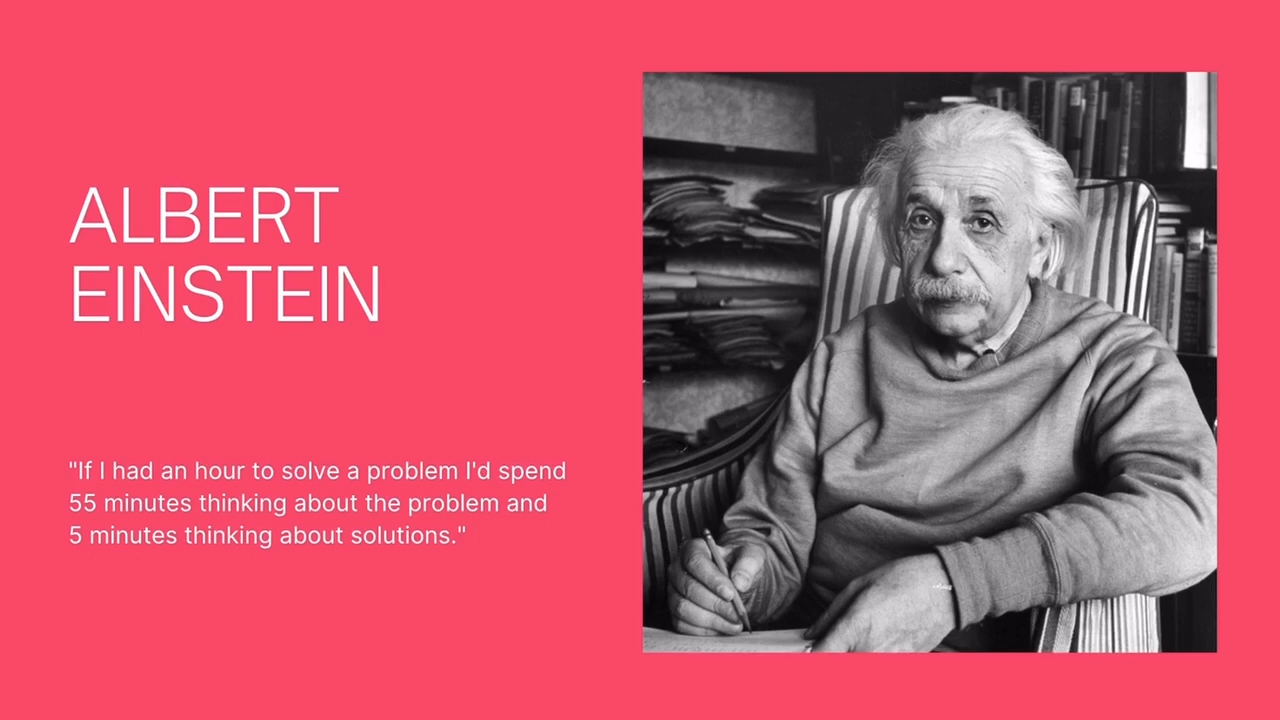 ALBERT
EINSTEIN
"If I had an hour to solve a problem I'd spend
55 minutes thinking about the problem and
5 minutes thinking about solutions."